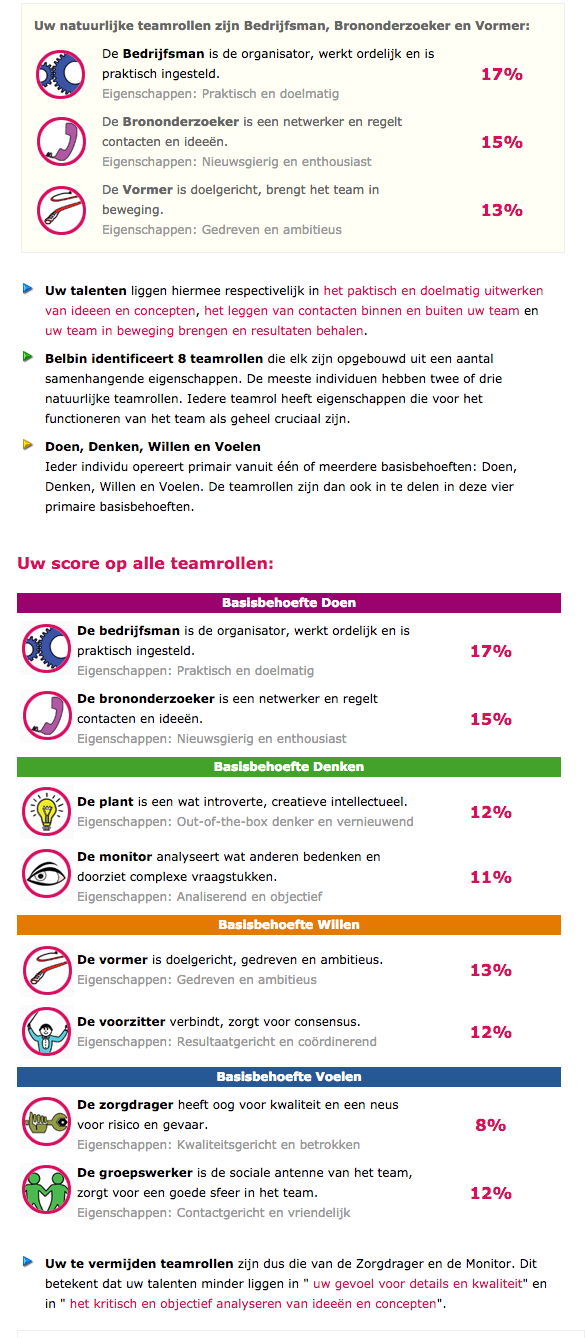 Uw natuurlijke teamrollen zijn Bedrijfsman, Brononderzoeker en Vormer:
De Bedrijfsman is de organisator, werkt ordelijk en is
praktisch ingesteld.
Eigenschappen: Praktisch en doelmatig
17%
De Brononderzoeker is een netwerker en regelt
contacten en ideeën.
Eigenschappen: Nieuwsgierig en enthousiast
15%
De Vormer is doelgericht, brengt het team in
beweging.
Eigenschappen: Gedreven en ambitieus
13%
Uw talenten liggen hiermee respectivelijk in het paktisch en doelmatig uitwerken
van ideeen en concepten, het leggen van contacten binnen en buiten uw team en
uw team in beweging brengen en resultaten behalen.
Belbin identificeert 8 teamrollen die elk zijn opgebouwd uit een aantal
samenhangende eigenschappen. De meeste individuen hebben twee of drie
natuurlijke teamrollen. Iedere teamrol heeft eigenschappen die voor het
functioneren van het team als geheel cruciaal zijn.
Doen, Denken, Willen en Voelen
Ieder individu opereert primair vanuit één of meerdere basisbehoeften: Doen,
Denken, Willen en Voelen. De teamrollen zijn dan ook in te delen in deze vier
primaire basisbehoeften.
Uw score op alle teamrollen:
Basisbehoefte Doen
De bedrijfsman is de organisator, werkt ordelijk en is
praktisch ingesteld.
Eigenschappen: Praktisch en doelmatig
17%
De brononderzoeker is een netwerker en regelt
contacten en ideeën.
Eigenschappen: Nieuwsgierig en enthousiast
15%
Basisbehoefte Denken
De plant is een wat introverte, creatieve intellectueel.
Eigenschappen: Out-of-the-box denker en vernieuwend
12%
De monitor analyseert wat anderen bedenken en
doorziet complexe vraagstukken.
Eigenschappen: Analiserend en objectief
11%
Basisbehoefte Willen
De vormer is doelgericht, gedreven en ambitieus.
Eigenschappen: Gedreven en ambitieus
13%
De voorzitter verbindt, zorgt voor consensus.
Eigenschappen: Resultaatgericht en coördinerend
12%
Basisbehoefte Voelen
De zorgdrager heeft oog voor kwaliteit en een neus
voor risico en gevaar.
Eigenschappen: Kwaliteitsgericht en betrokken
8%
De groepswerker is de sociale antenne van het team,
zorgt voor een goede sfeer in het team.
Eigenschappen: Contactgericht en vriendelijk
12%
Uw te vermijden teamrollen zijn dus die van de Zorgdrager en de Monitor. Dit
betekent dat uw talenten minder liggen in " uw gevoel voor details en kwaliteit" en
in " het kritisch en objectief analyseren van ideeën en concepten".